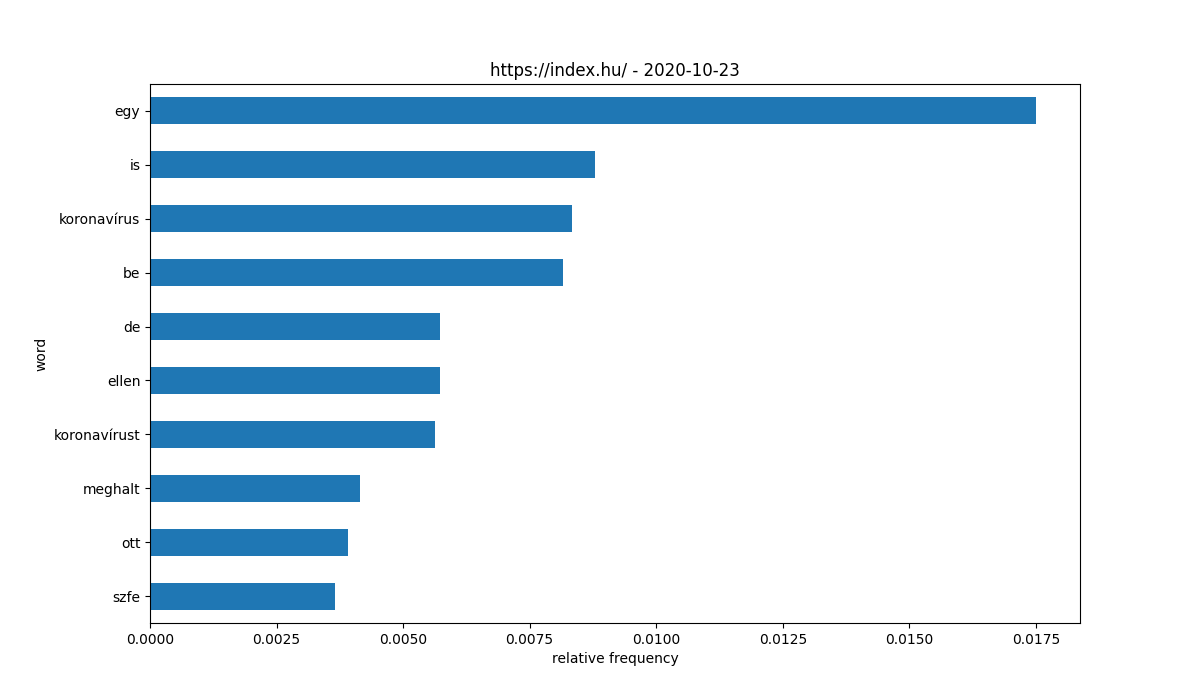 https://index.hu/ - 2020-10-23
word
egy
is
koronavírus
be
de
ellen
koronavírust
meghalt
ott
szfe
0.0000 0.0025 0.0050 0.0075 0.0100 0.0125 0.0150 0.0175
relative frequency